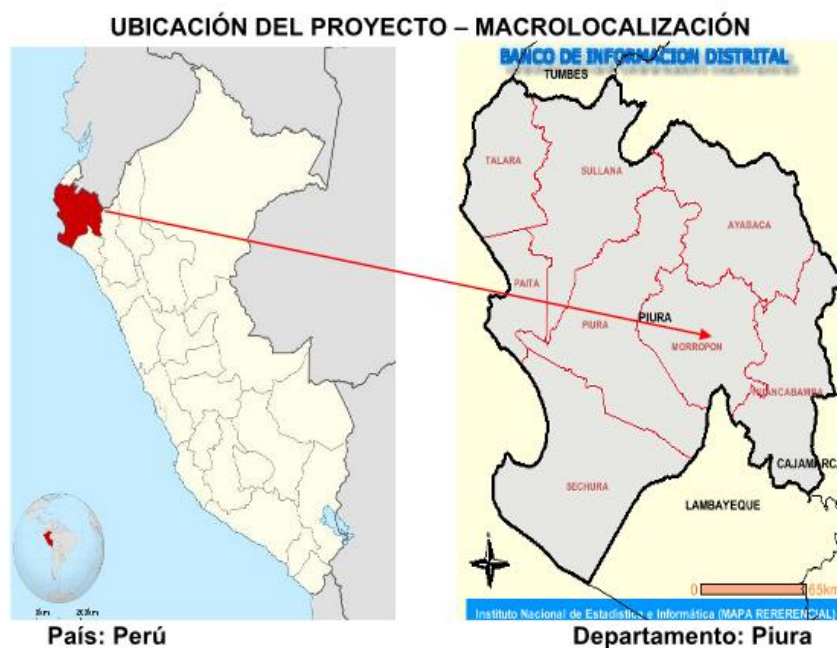 UBICACIÓN DEL PROYECTO – MACROLOCALIZACIÓN
BANCO DE INFORMACION DISTRITAL
TUMBES
TALARA
SULLANA
AYABACA
PAITA
PIURA
PIURA
MORROPON
HUANCABAMBA
CAJAMARCA
SECHURA
LAMBAYEQUE
0 65km
Instituto Nacional de Estadística e Informática (MAPA RERERENCIAL)
País: Perú
Departamento: Piura